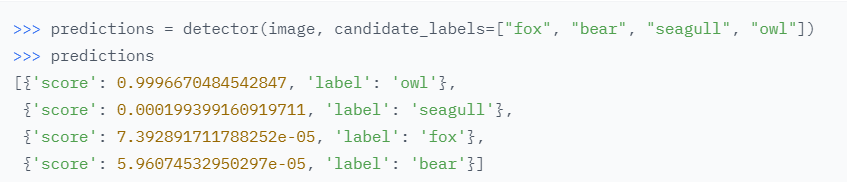 >>> predictions = detector(image, candidate_labels=["fox", "bear", "seagull", "owl"])
>>> predictions
[{'score': 0.9996670484542847, 'label': 'owl'},
 {'score': 0.000199399160919711, 'label': 'seagull'},
 {'score': 7.392891711788252e-05, 'label': 'fox'},
 {'score': 5.96074532950297e-05, 'label': 'bear'}]